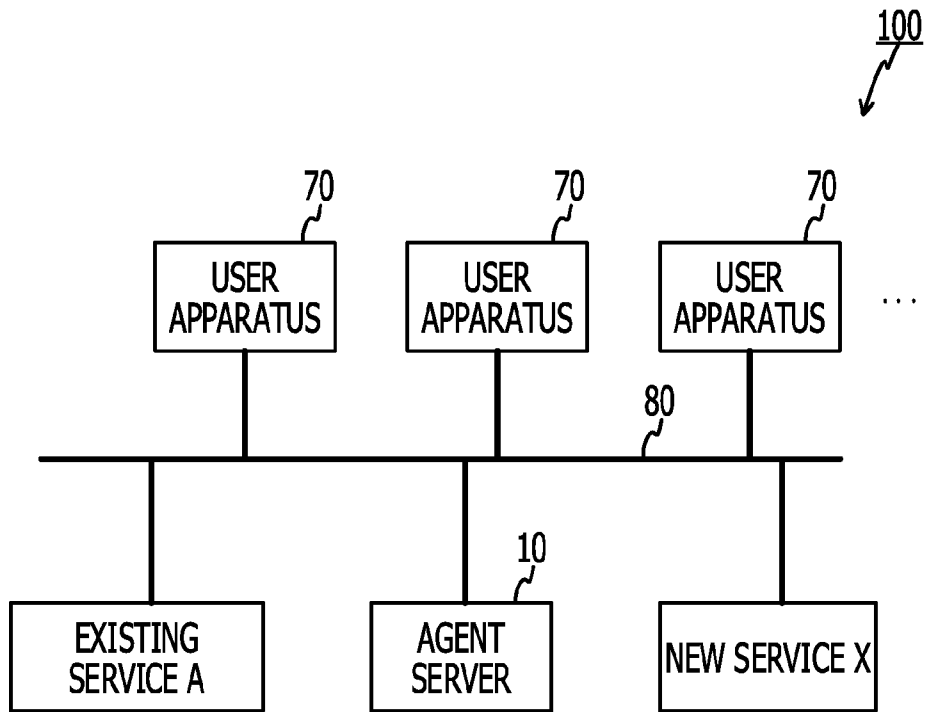 100
70
70
70
USER
APPARATUS
USER
APPARATUS
USER
APPARATUS
...
80
10
EXISTING
SERVICE A
AGENT
SERVER
NEW SERVICE X